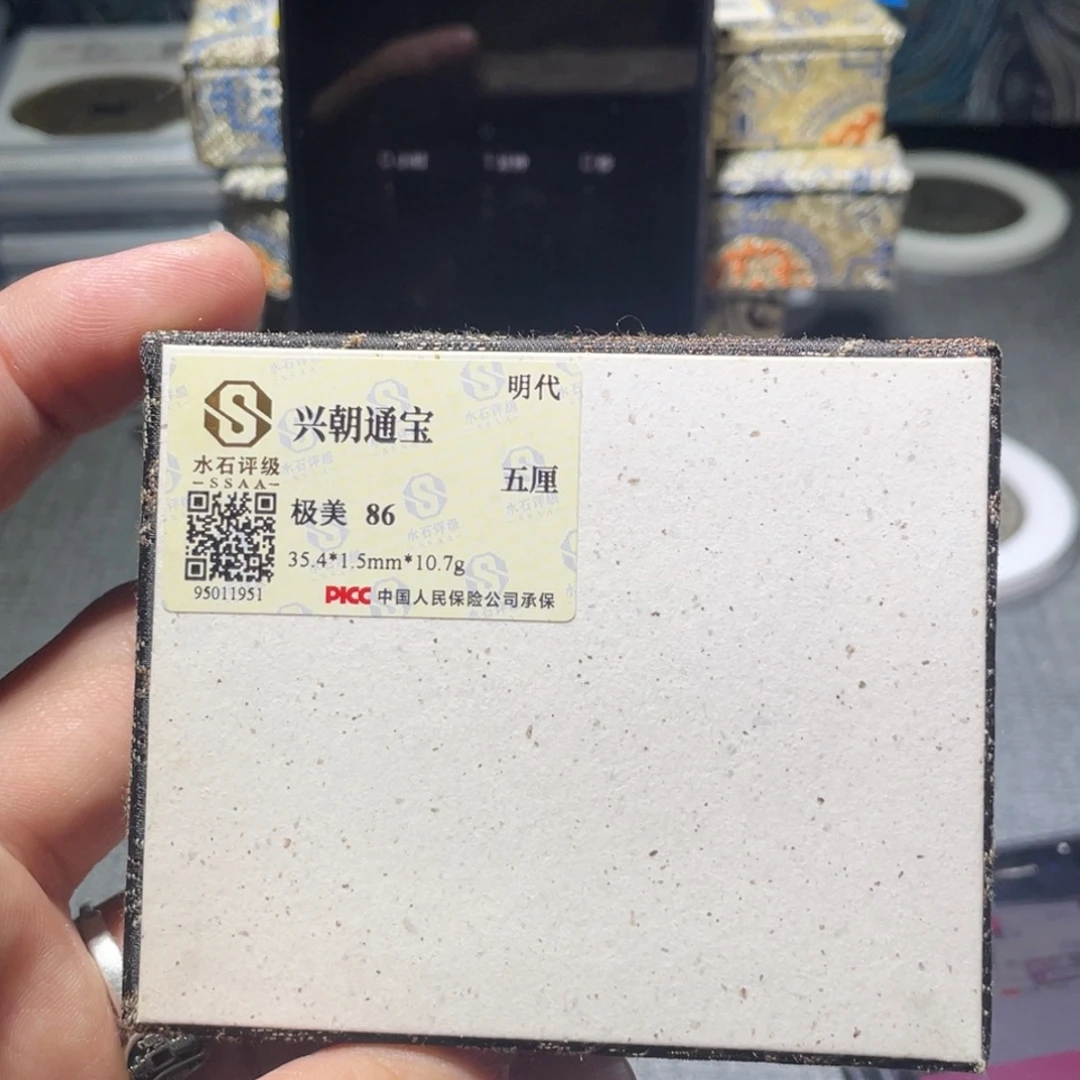 明代
兴朝通宝
水石评级
SSAA
五厘
极美 86
35.4*1.5mm*10.7g
95011951
PICC 中国人民保险公司承保